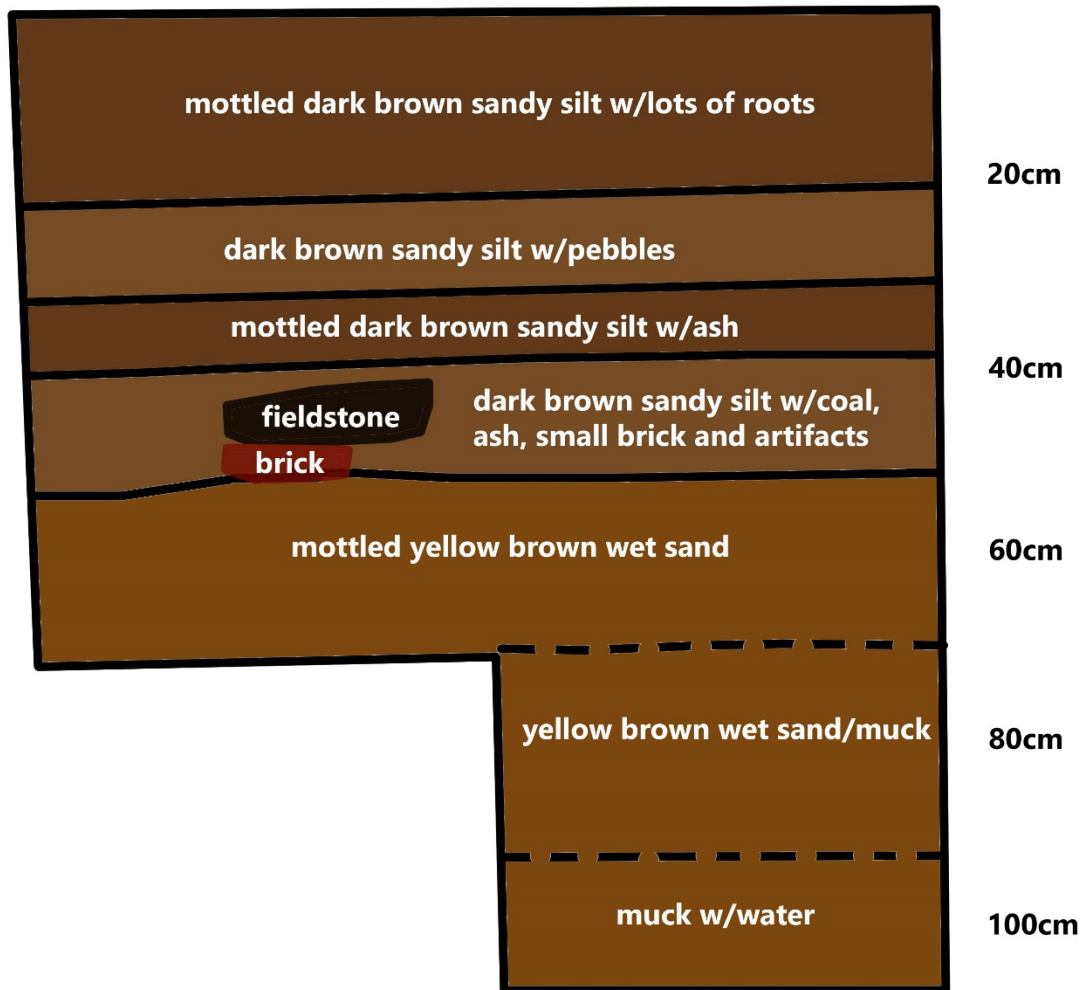 mottled dark brown sandy silt w/lots of roots
20cm
dark brown sandy silt w/pebbles
mottled dark brown sandy silt w/ash
40cm
fieldstone
dark brown sandy silt w/coal,
ash, small brick and artifacts
brick
mottled yellow brown wet sand
60cm
yellow brown wet sand/muck
80cm
muck w/water
100cm